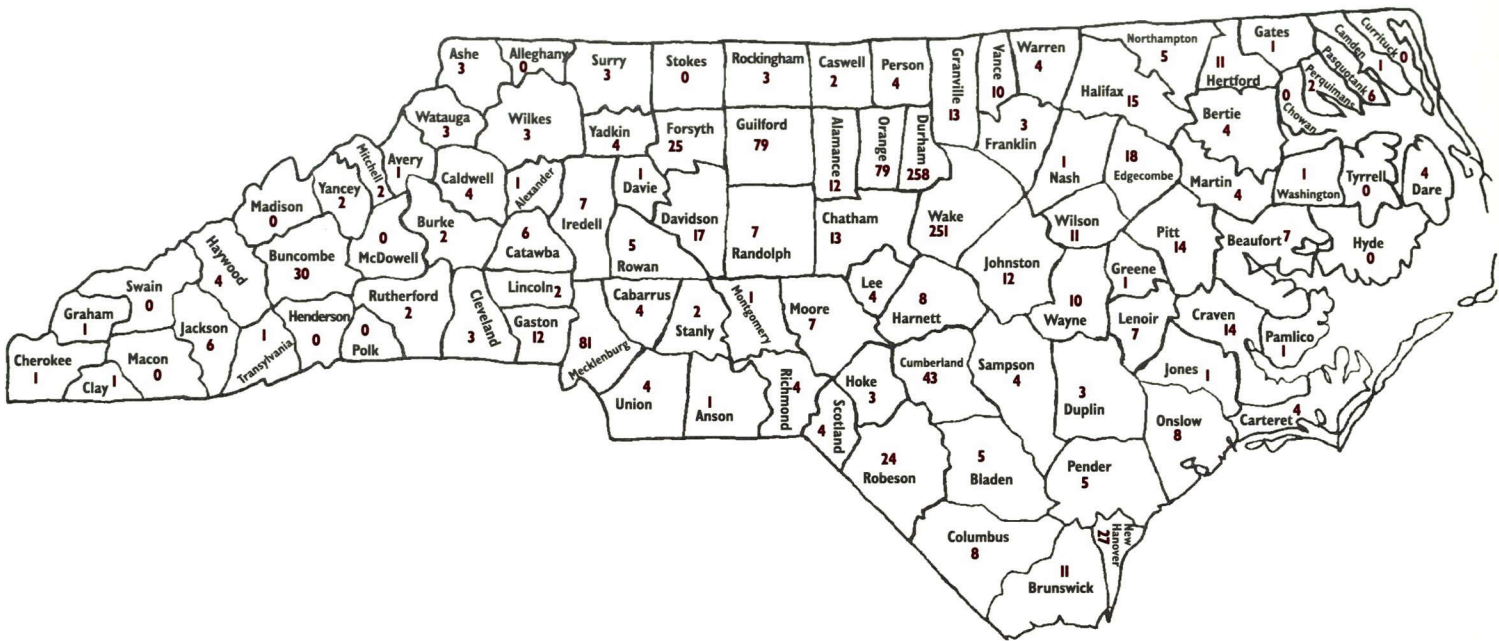 Ashe
3
Alleghany
0
Surry
3
Stokes
0
Rockingham
3
Caswell
2
Person
4
Granville
13
Vance
10
Warren
4
Northampton
5
Halifax
15
11
Hertford
Gates
1
Currituck
0
Camden
1
Pasquotank
6
Perquimans
2
Chowan
0
Watauga
3
Wilkes
3
Yadkin
4
Forsyth
25
Guilford
79
Alamance
12
Orange
79
Durham
258
3
Franklin
1
Nash
18
Edgecombe
Bertie
4
Martin
4
1
Washington
Tyrrell
0
4
Dare
Mitchell
2
Avery
1
Caldwell
4
1
Alexander
7
Iredell
1
Davie
Davidson
17
7
Randolph
Chatham
13
Wake
251
Wilson
11
Pitt
14
Beaufort 7
Hyde
0
Madison
0
Yancey
2
0
McDowell
Burke
2
6
Catawba
5
Rowan
Johnston
12
Greene
1
Haywood
4
Buncombe
30
Swain
0
Graham
1
Cherokee
1
Clay 1
Macon
0
Jackson
6
1
Transylvania
Henderson
0
0
Polk
Rutherford
2
Cleveland
3
Lincoln 2
Gaston
12
81
Mecklenburg
Cabarrus
4
2
Stanly
1
Montgomery
Moore
7
Lee
4
8
Harnett
10
Wayne
Lenoir
7
Craven
14
Pamlico
1
Jones 1
4
Union
1
Anson
Richmond
4
Scotland
4
Hoke
3
Cumberland
43
Sampson
4
3
Duplin
Onslow
8
Carteret 4
24
Robeson
5
Bladen
Pender
5
Columbus
8
11
Brunswick
New
Hanover
27